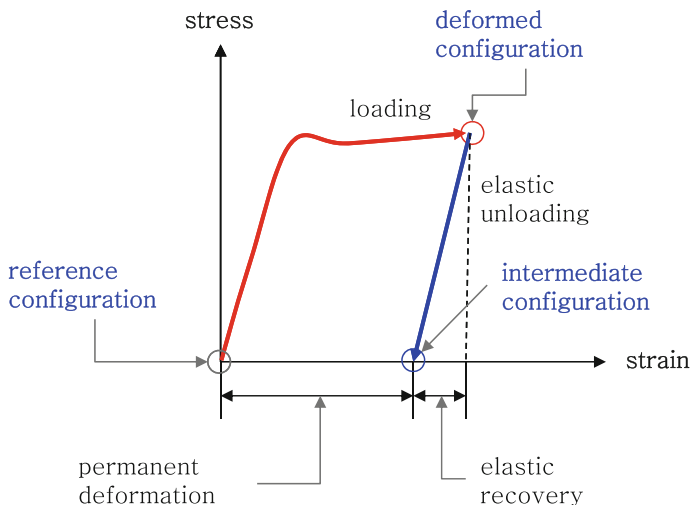 stress
deformed
configuration
loading
elastic
unloading
reference
configuration
intermediate
configuration
strain
permanent
deformation
elastic
recovery